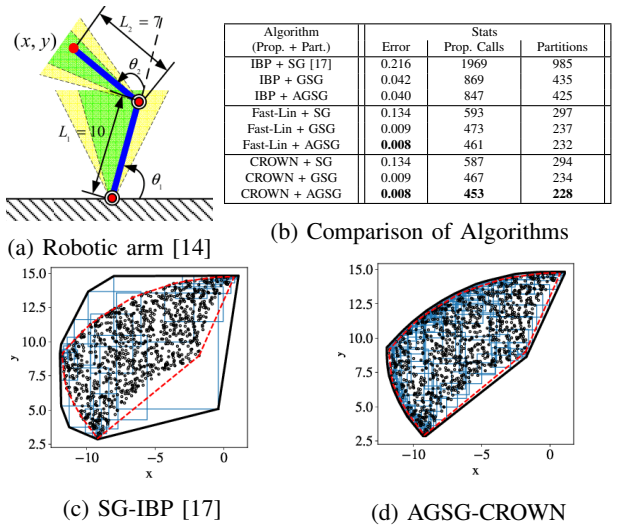 L₂ = 7
(x, y)
θ₂
L₁ = 10
θ₁
(a) Robotic arm [14]
Algorithm Stats
(Prop. + Part.) Error Prop. Calls Partitions
IBP + SG [17] 0.216 1969 985
IBP + GSG 0.042 869 435
IBP + AGSG 0.040 847 425
Fast-Lin + SG 0.134 593 297
Fast-Lin + GSG 0.009 473 237
Fast-Lin + AGSG 0.008 461 232
CROWN + SG 0.134 587 294
CROWN + GSG 0.009 467 234
CROWN + AGSG 0.008 453 228
(b) Comparison of Algorithms
15.0
12.5
10.0
7.5
5.0
2.5
y
−10 −5 0
x
(c) SG-IBP [17]
15.0
12.5
10.0
7.5
5.0
2.5
y
−10 −5 0
x
(d) AGSG-CROWN